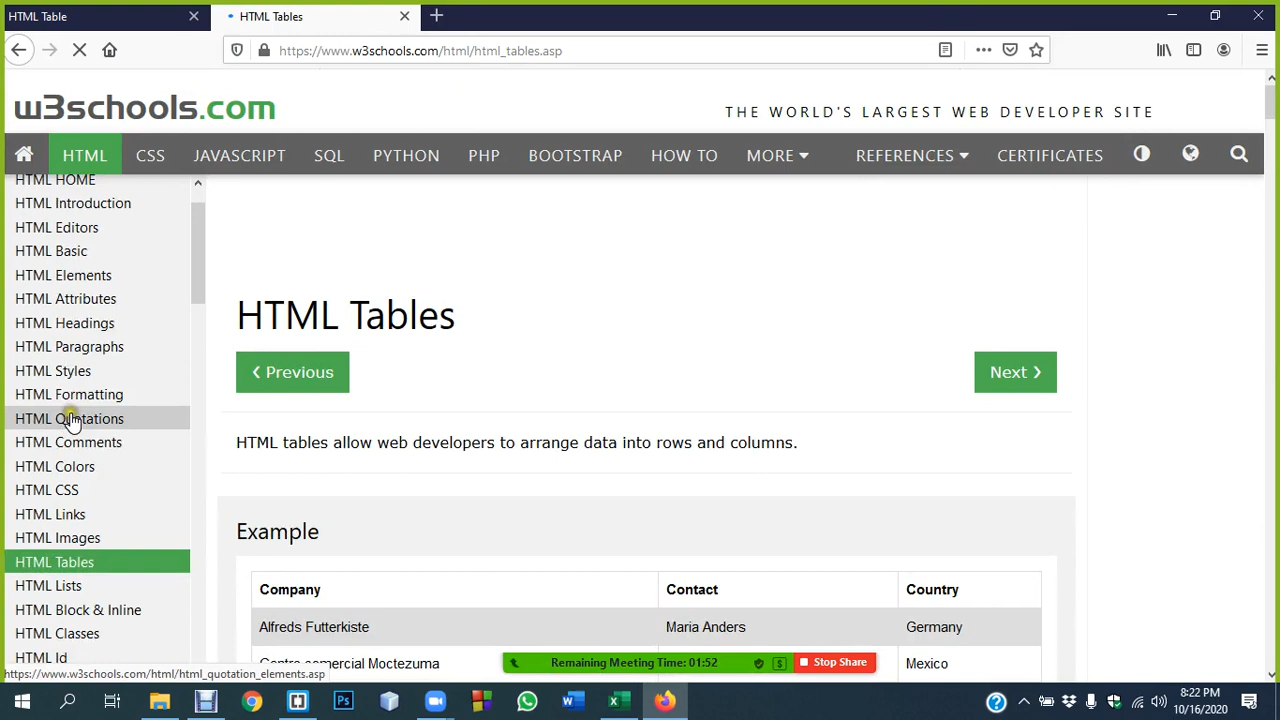 HTML Table
HTML Tables
https://www.w3schools.com/html/html_tables.asp
w3schools.com
THE WORLD'S LARGEST WEB DEVELOPER SITE
HTML CSS JAVASCRIPT SQL PYTHON PHP BOOTSTRAP HOW TO MORE REFERENCES CERTIFICATES
HTML HOME
HTML Introduction
HTML Editors
HTML Basic
HTML Elements
HTML Attributes
HTML Headings
HTML Paragraphs
HTML Styles
HTML Formatting
HTML Quotations
HTML Comments
HTML Colors
HTML CSS
HTML Links
HTML Images
HTML Tables
HTML Lists
HTML Block & Inline
HTML Classes
HTML Id
https://www.w3schools.com/html/html_quotation_elements.asp
HTML Tables
❮ Previous
Next ❯
HTML tables allow web developers to arrange data into rows and columns.
Example
Company Contact Country
Alfreds Futterkiste Maria Anders Germany
Centro comercial Moctezuma Mexico
Remaining Meeting Time: 01:52
Stop Share
8:22 PM
10/16/2020